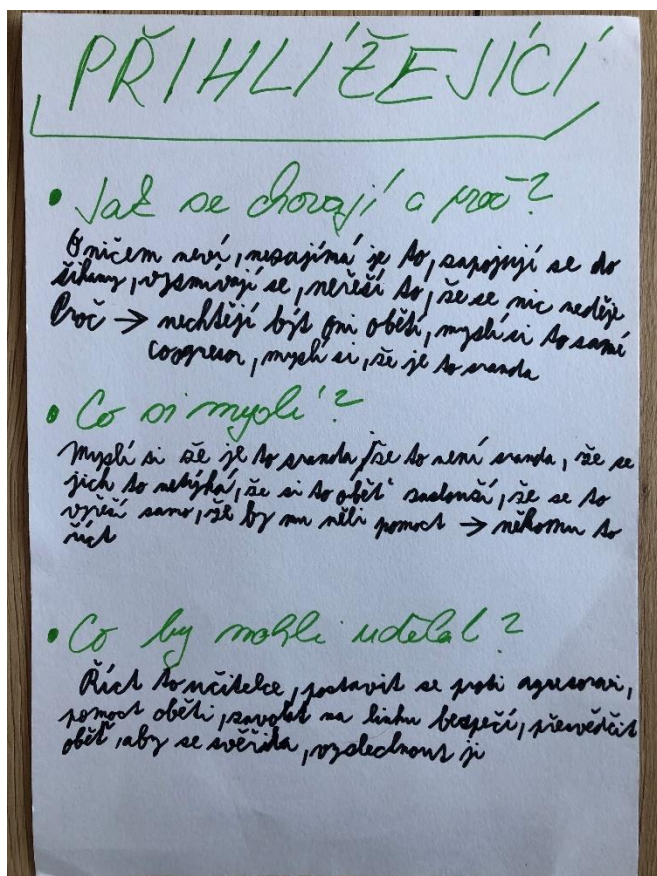 PŘIHLÍŽEJÍCÍ
• Jak se chovají a proč?
O ničem neví, nezajímá je to, zapojují se do
šikany, vysmívají se, neřeší to, že se nic neděje
Proč → nechtějí být oni obětí, myslí si to samé
co agresor, myslí si, že je to sranda
• Co si myslí?
Myslí si že je to sranda/že to není sranda, že se
jich to netýká, že si to oběť zaslouší, že se to
vyřeší samo, že by mu měli pomoct → někomu to
říct
• Co by mohli udělat?
Říct to učitelce, postavit se proti agresorovi,
pomoct oběti, zavolat na linku bezpečí, přesvědčit
oběť, aby se svěřila, vyslechnout ji